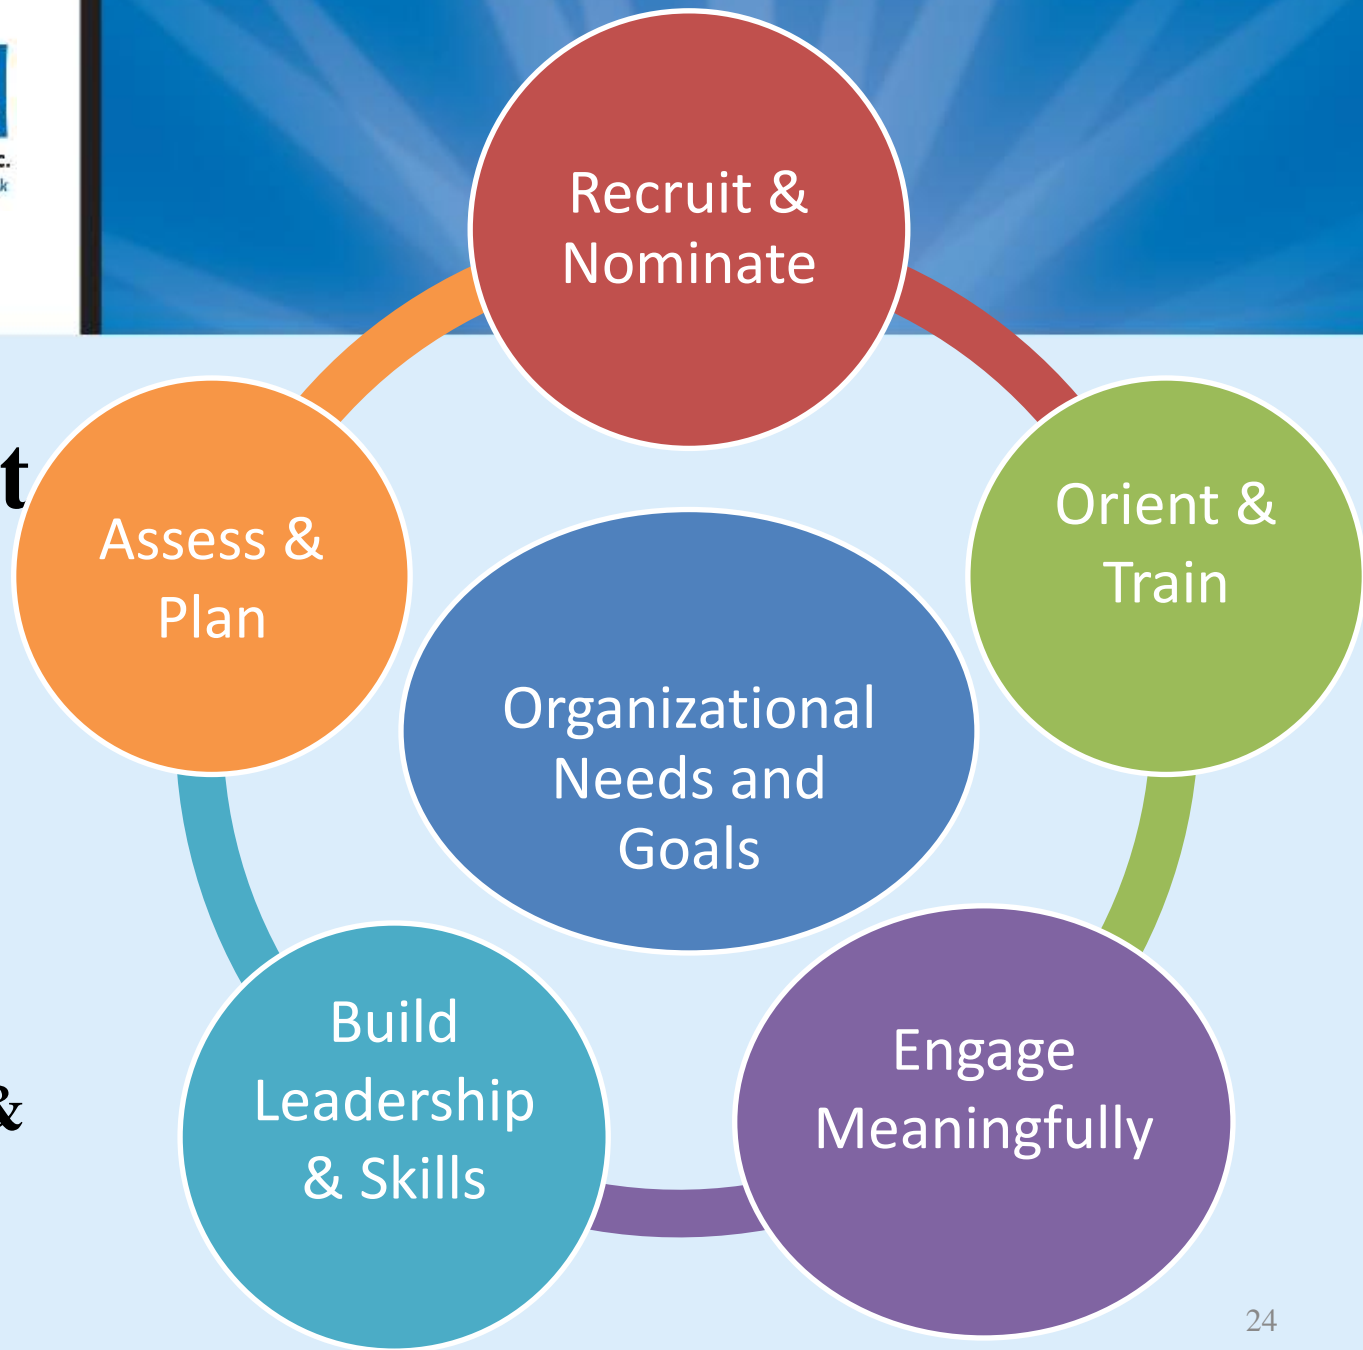 c.
k
Recruit &
Nominate
t
Assess &
Plan
Orient &
Train
Organizational
Needs and
Goals
Build
Leadership
& Skills
Engage
Meaningfully
&
24